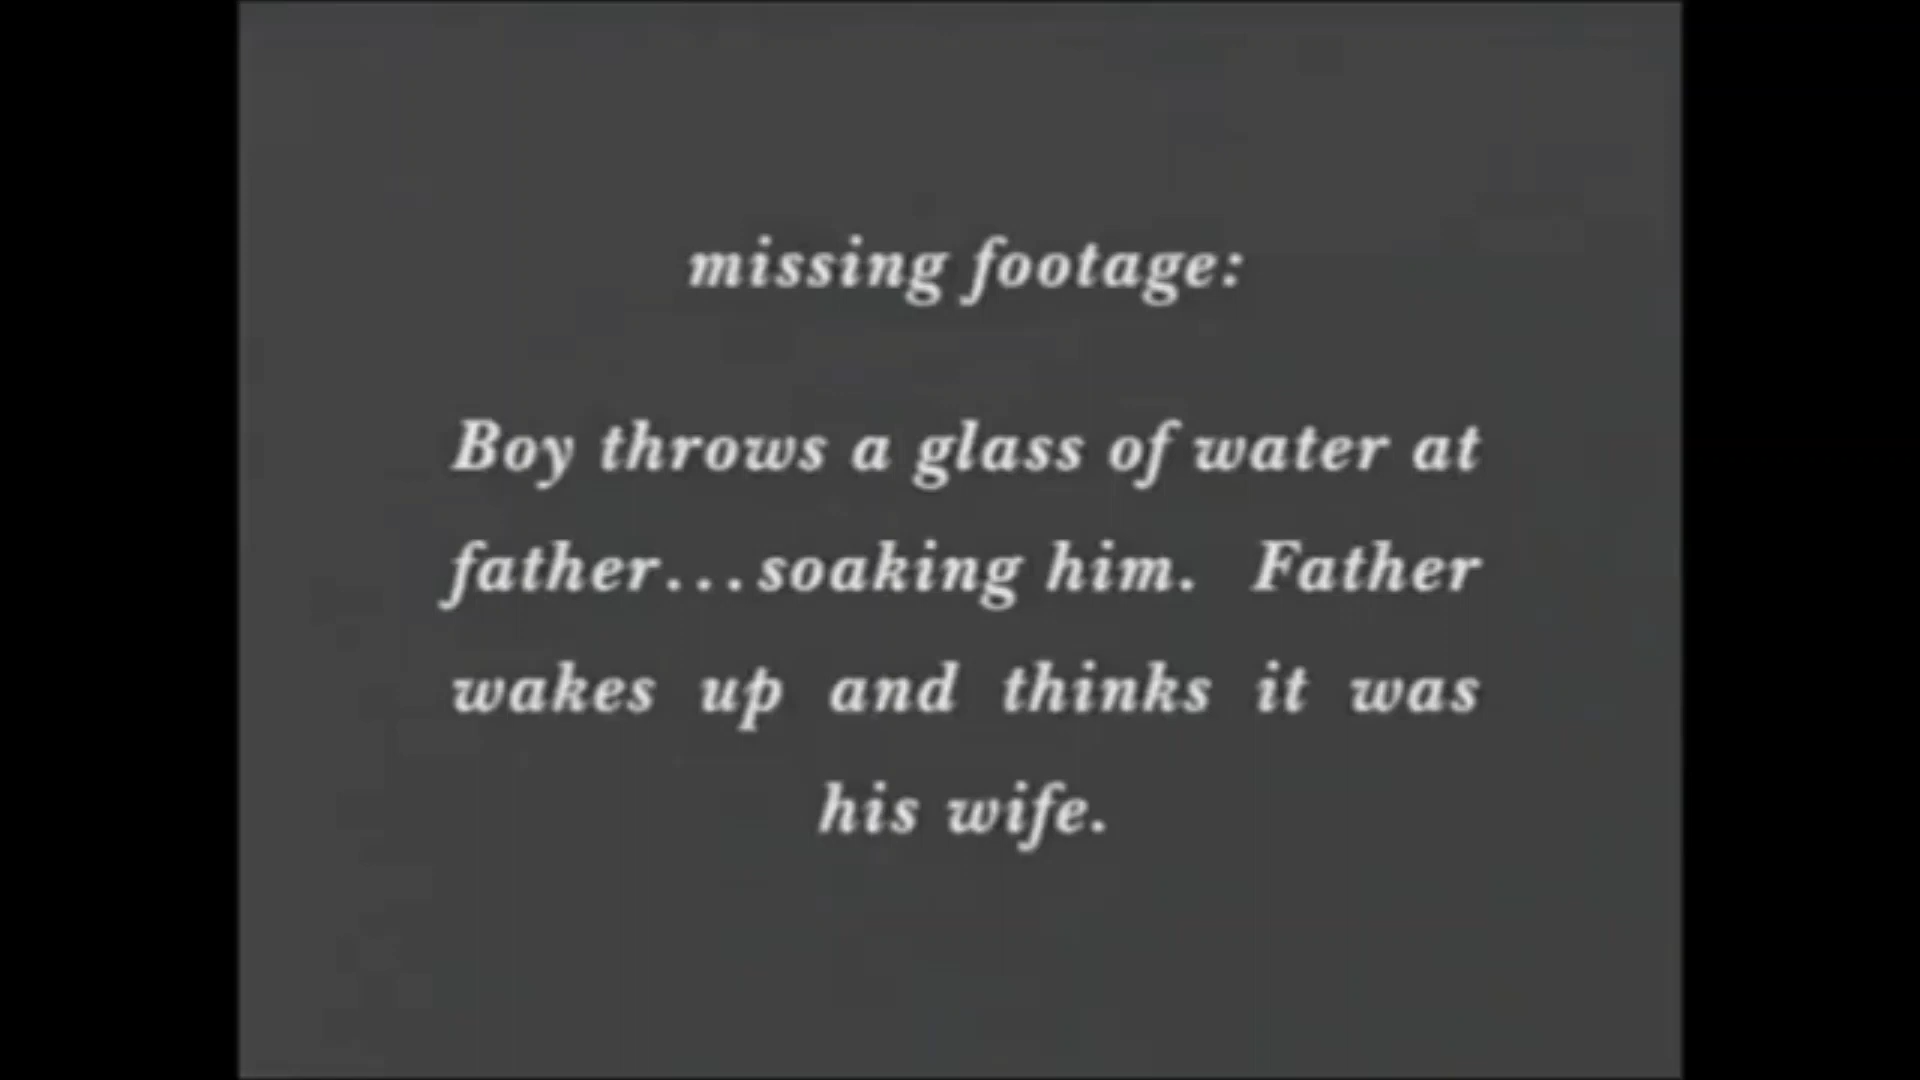 missing footage:
Boy throws a glass of water at
father...soaking him. Father
wakes up and thinks it was
his wife.